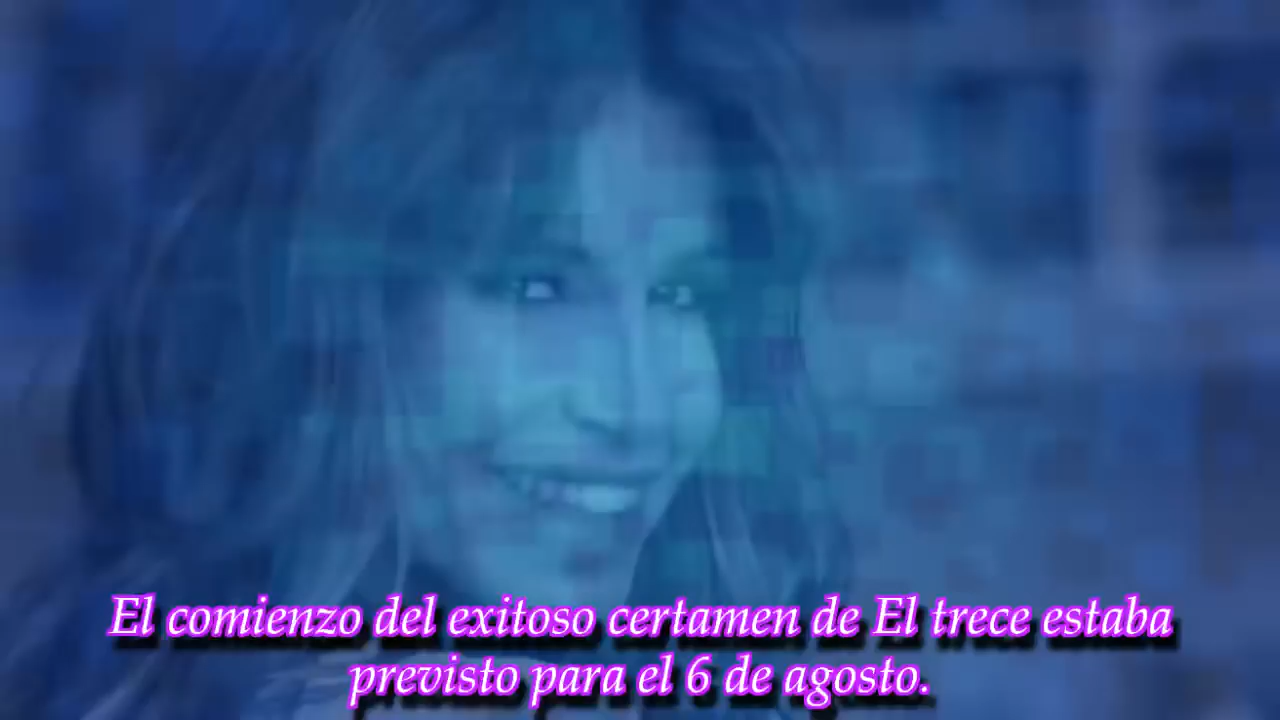 El comienzo del exitoso certamen de El trece estaba
previsto para el 6 de agosto.